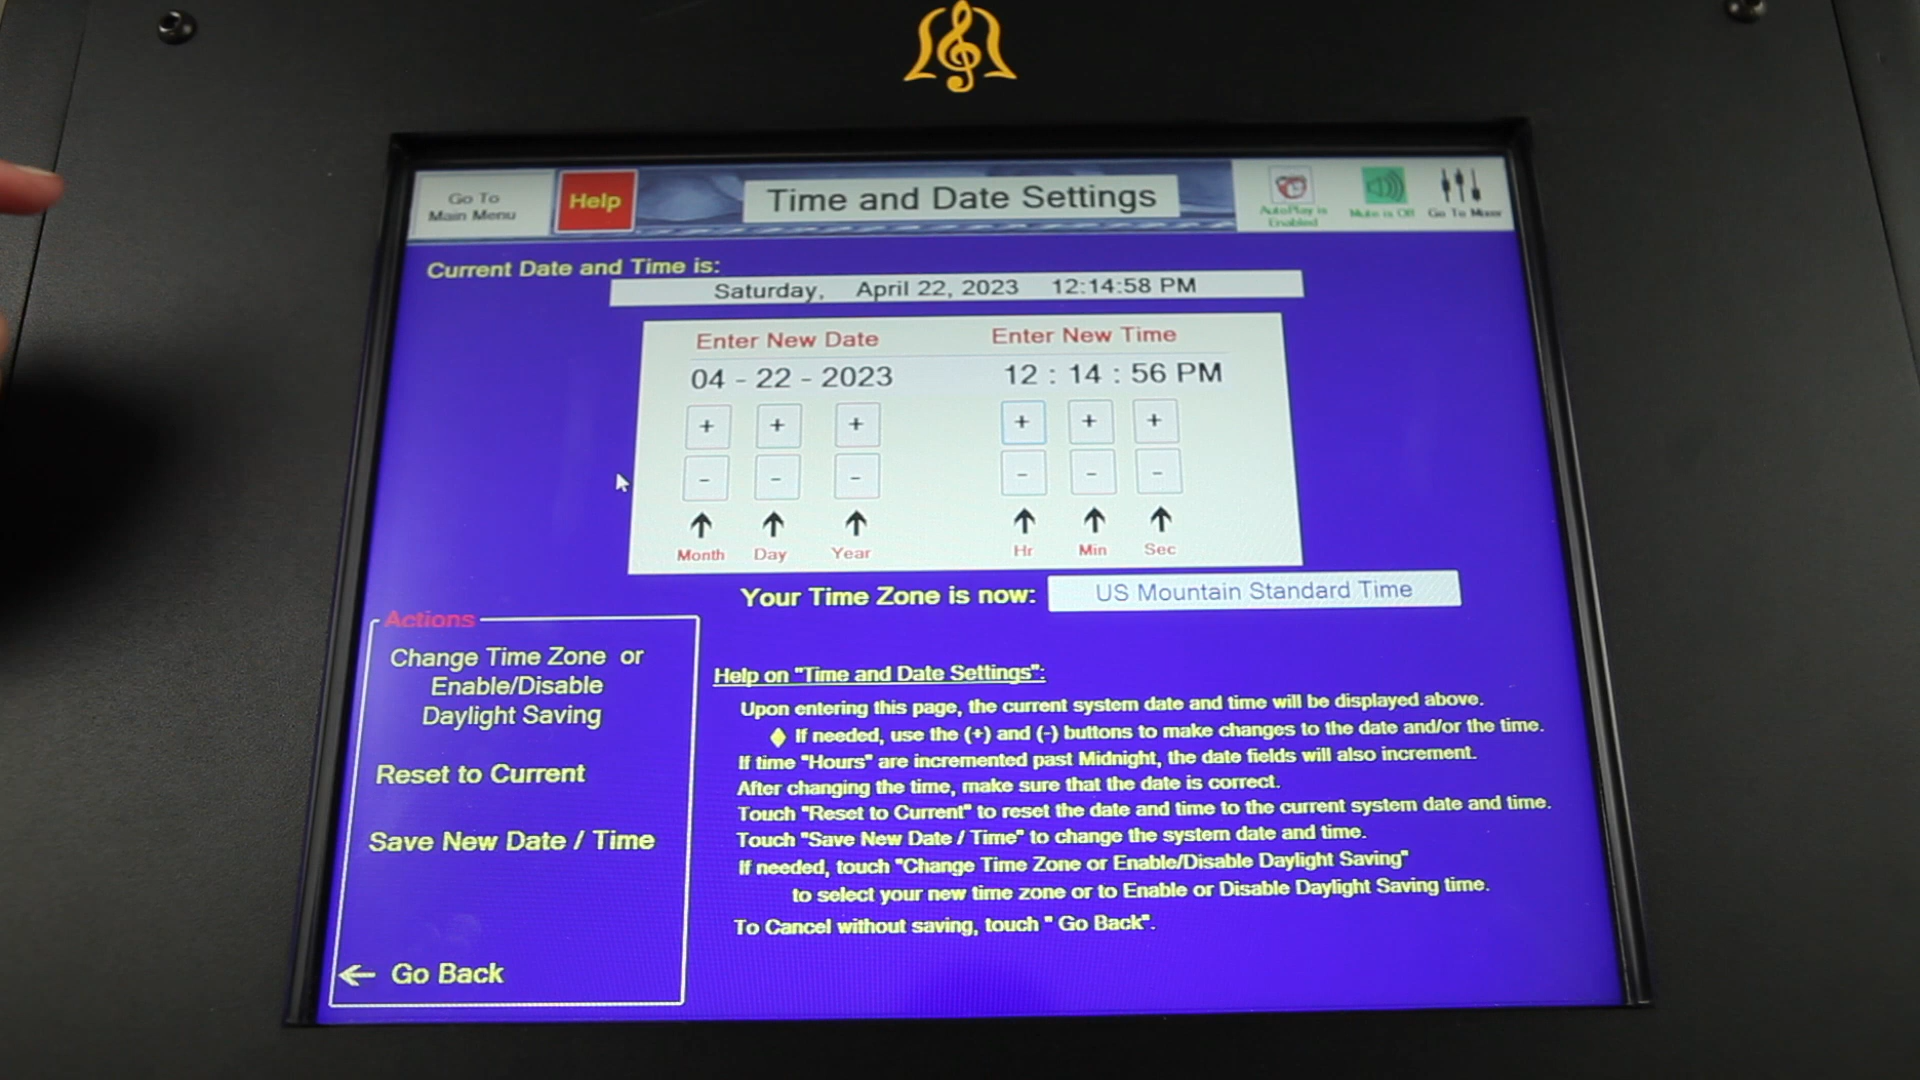 Go To
Main Menu
Help
Time and Date Settings
AutoPlay is
Enabled
Mute is Off
Go To Mixer
Current Date and Time is:
Saturday, April 22, 2023 12:14:58 PM
Enter New Date
Enter New Time
04 - 22 - 2023
12 : 14 : 56 PM
+ + + + + +
- - - - - -
Month Day Year Hr Min Sec
Your Time Zone is now: US Mountain Standard Time
Actions
Change Time Zone or
Enable/Disable
Daylight Saving
Reset to Current
Save New Date / Time
Go Back
Help on "Time and Date Settings":
Upon entering this page, the current system date and time will be displayed above.
If needed, use the (+) and (-) buttons to make changes to the date and/or the time.
If time "Hours" are incremented past Midnight, the date fields will also increment.
After changing the time, make sure that the date is correct.
Touch "Reset to Current" to reset the date and time to the current system date and time.
Touch "Save New Date / Time" to change the system date and time.
If needed, touch "Change Time Zone or Enable/Disable Daylight Saving"
to select your new time zone or to Enable or Disable Daylight Saving time.
To Cancel without saving, touch " Go Back".